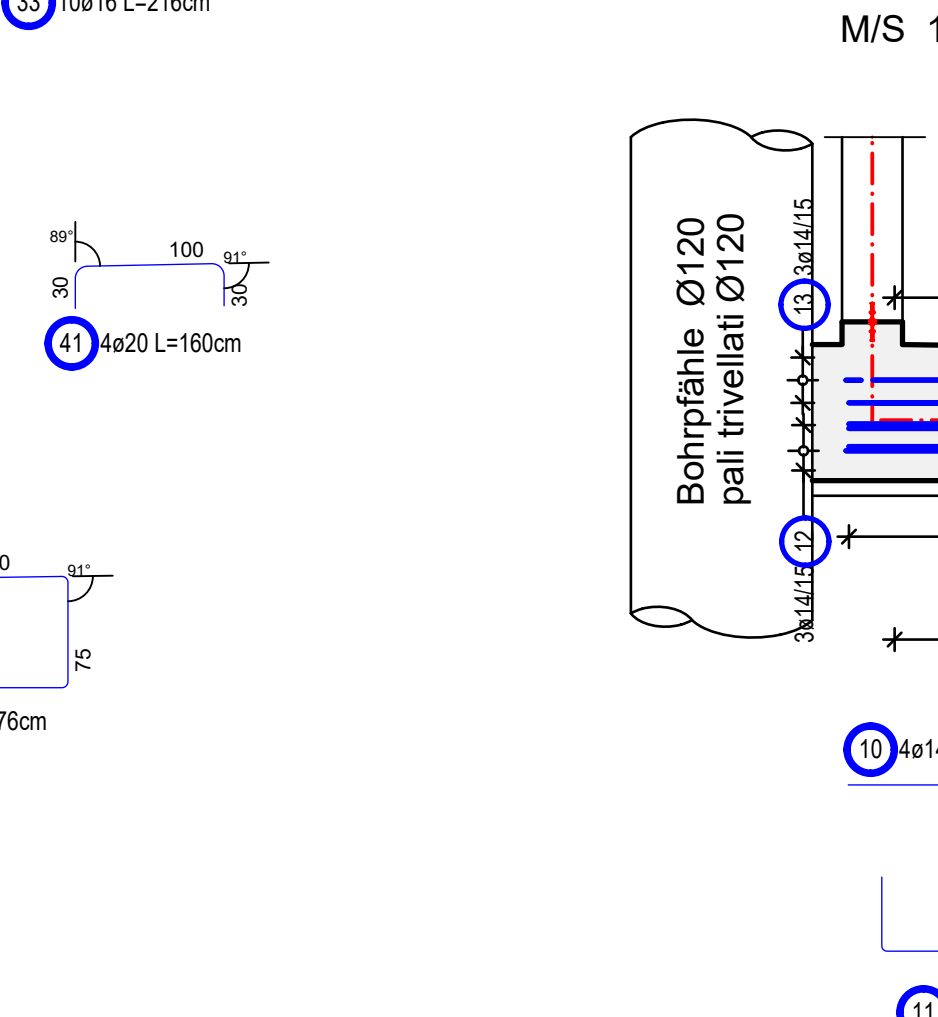 33 10ø16 L=216cm
M/S 1
89°
100
91°
30
30
41 4ø20 L=160cm
Bohrpfähle Ø120
pali trivellati Ø120
13 3ø14/15
3ø14/15 12
0
91°
75
76cm
10 4ø14
11